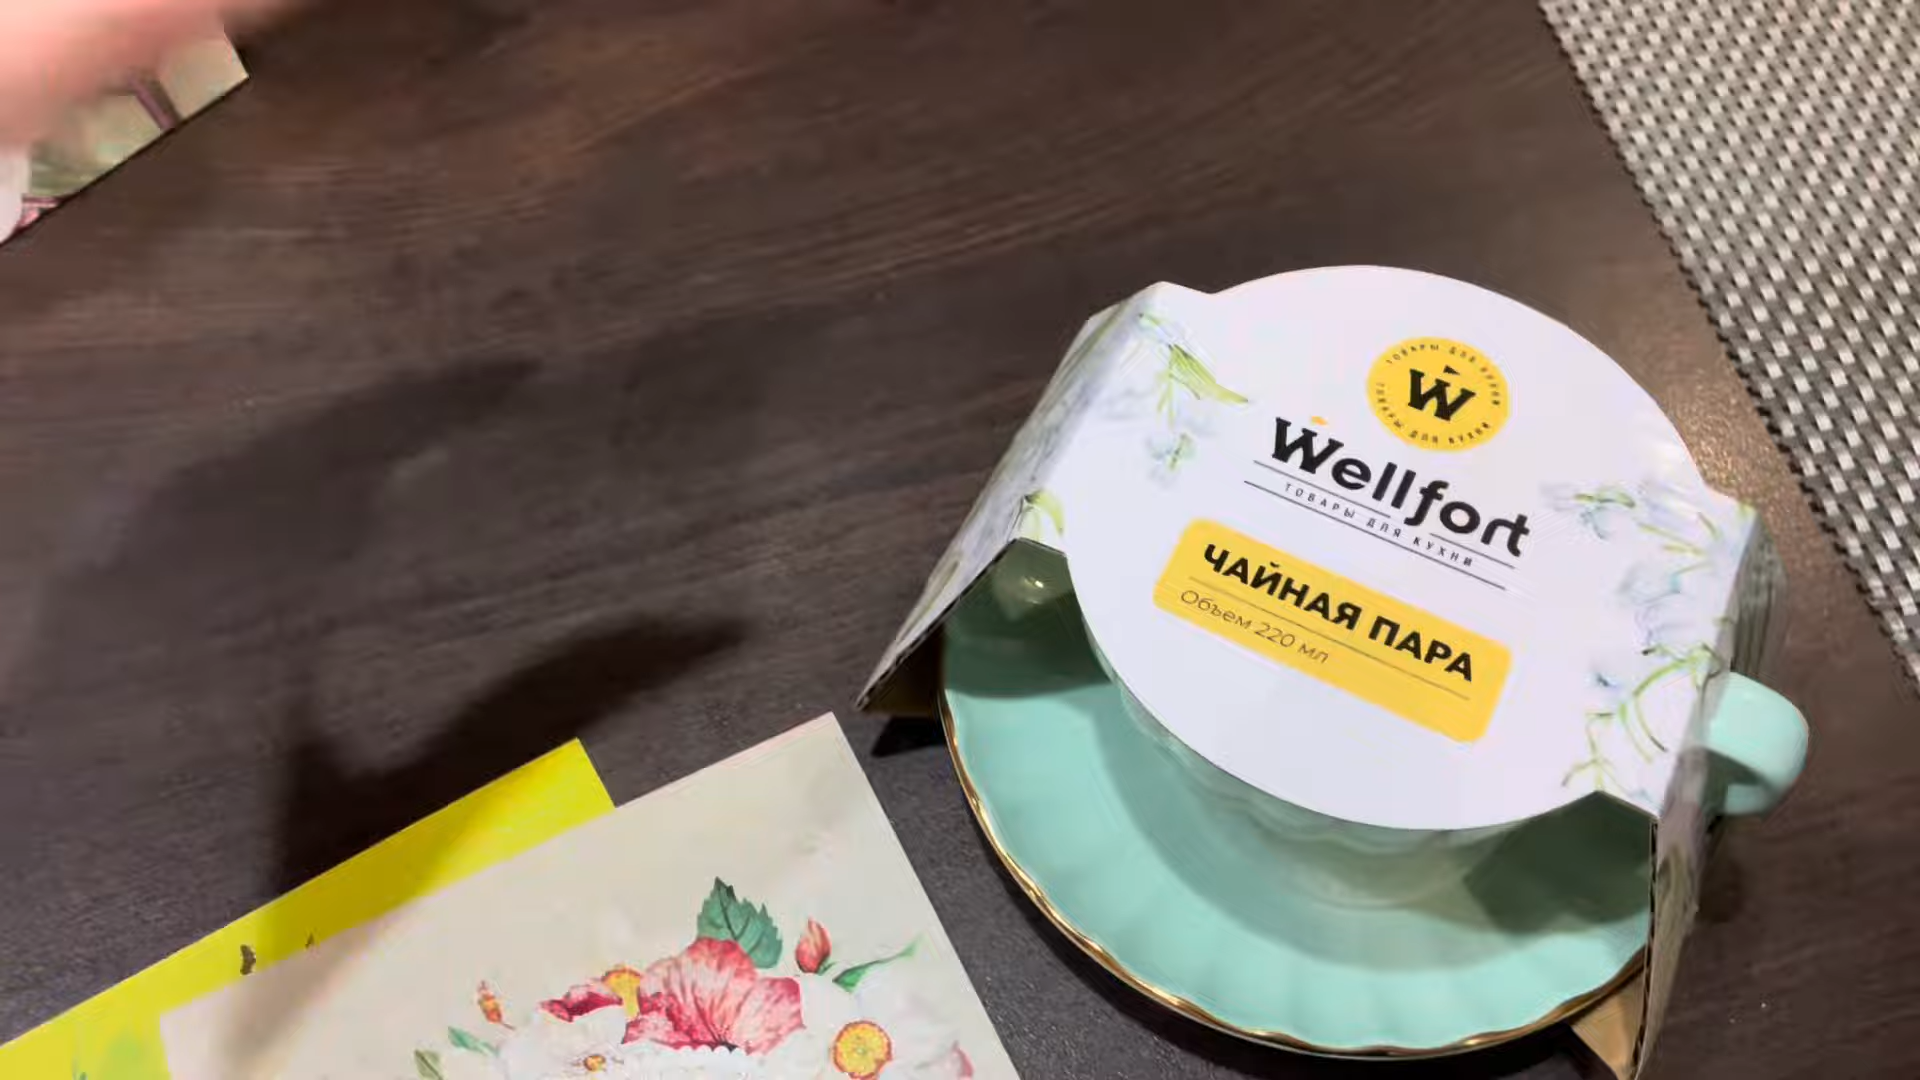 ТОВАРЫ ДЛЯ КУХНИ
W
ТОВАРЫ ДЛЯ КУХНИ
Wellfort
ТОВАРЫ ДЛЯ КУХНИ
ЧАЙНАЯ ПАРА
Объем 220 мл